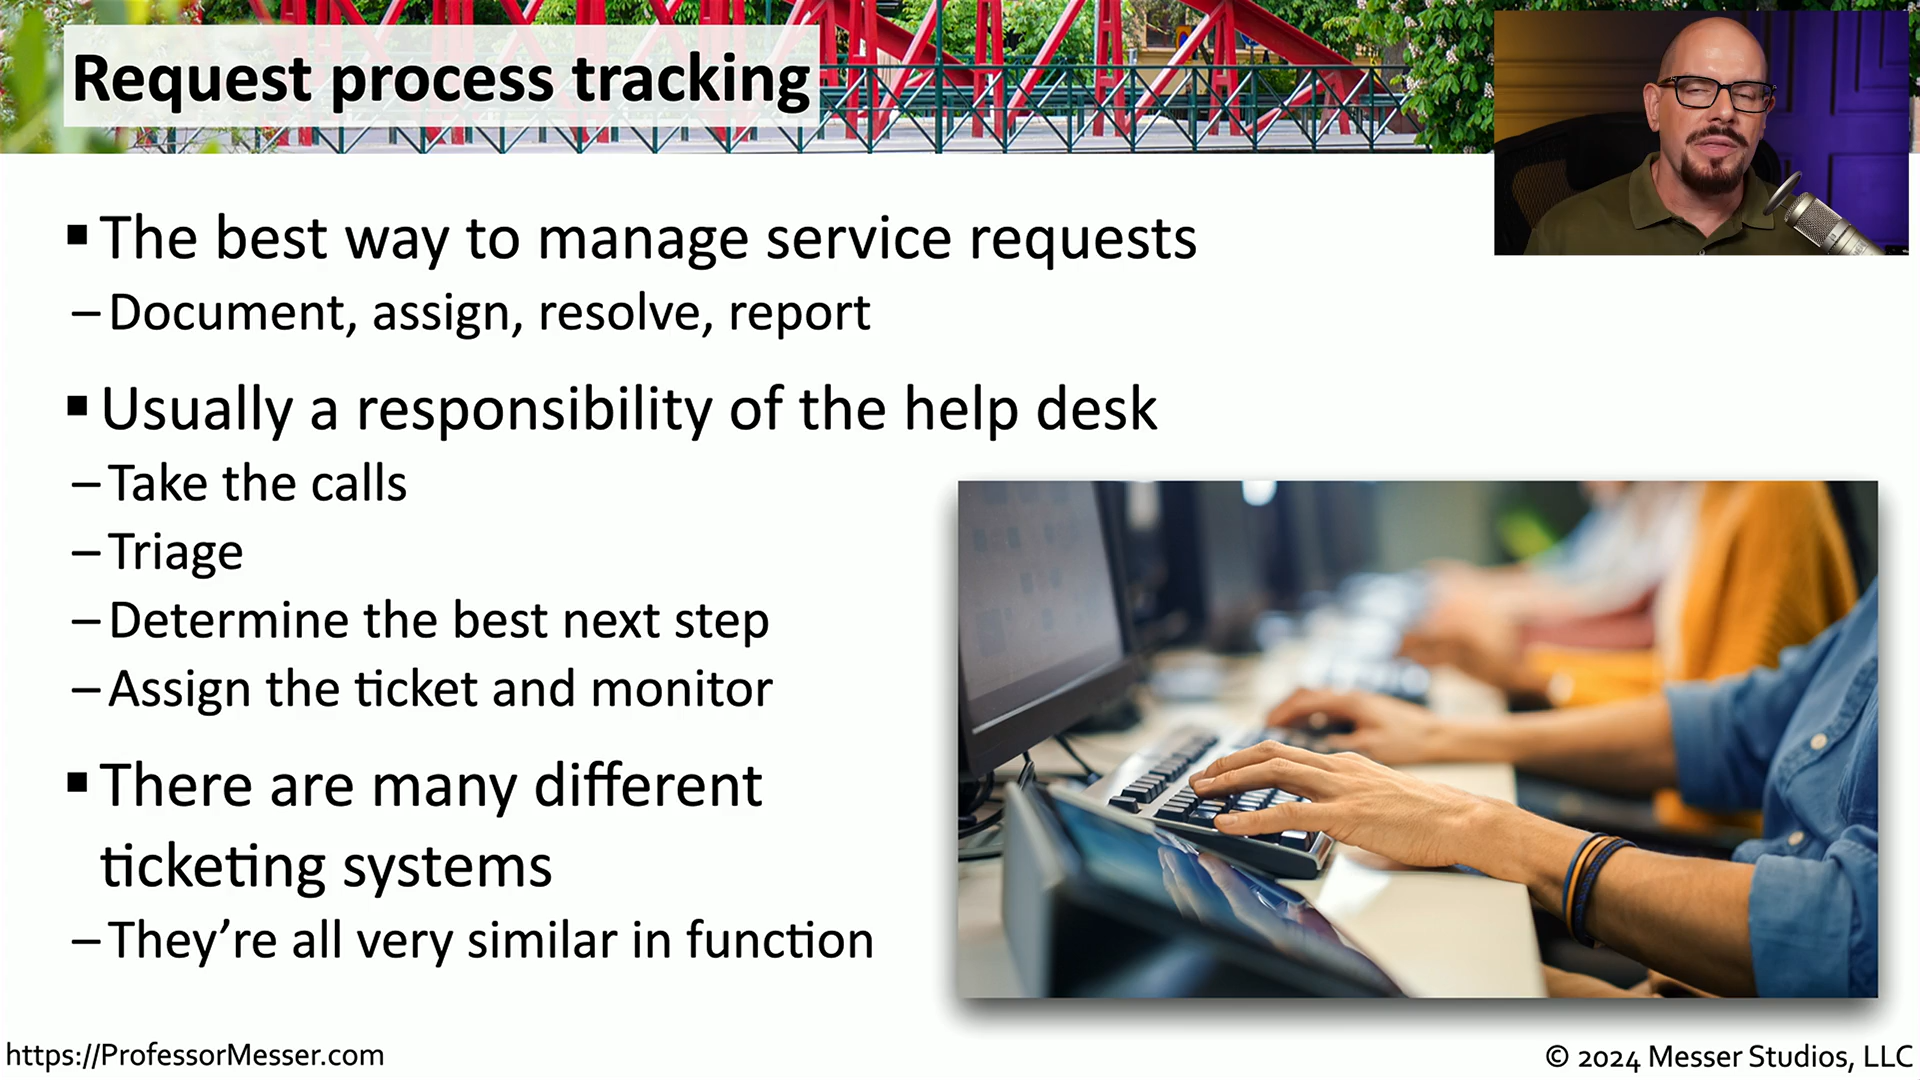 Request process tracking
▪ The best way to manage service requests
– Document, assign, resolve, report
▪ Usually a responsibility of the help desk
– Take the calls
– Triage
– Determine the best next step
– Assign the ticket and monitor
▪ There are many different
ticketing systems
– They’re all very similar in function
https://ProfessorMesser.com
© 2024 Messer Studios, LLC